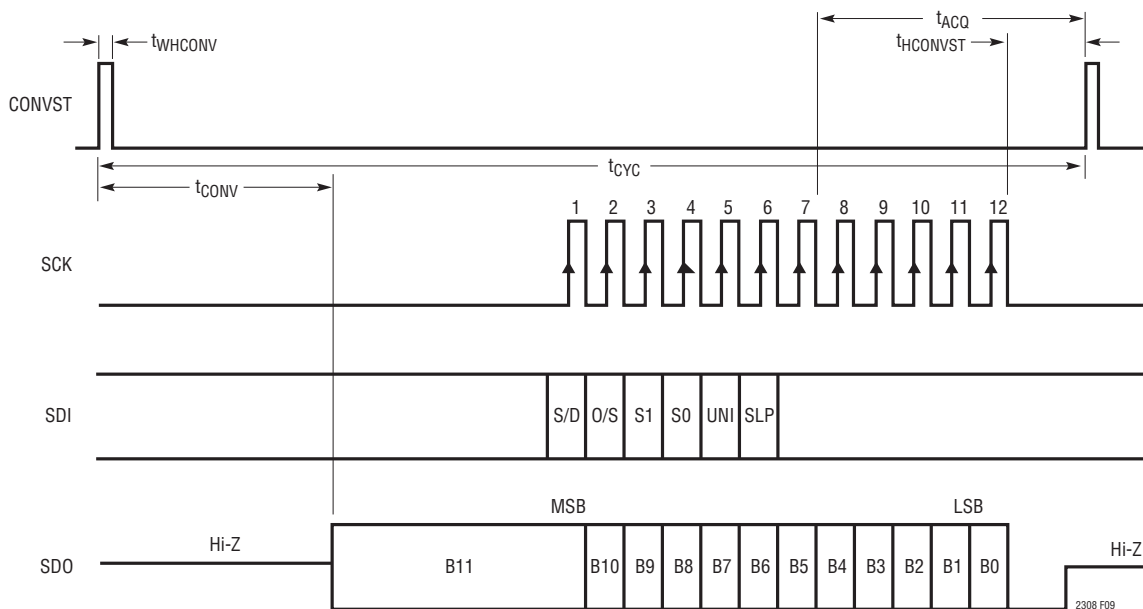 tACQ
tWHCONV
tHCONVST
CONVST
tCYC
tCONV
1 2 3 4 5 6 7 8 9 10 11 12
SCK
SDI
S/D O/S S1 S0 UNI SLP
MSB LSB
SDO
Hi-Z B11 B10 B9 B8 B7 B6 B5 B4 B3 B2 B1 B0 Hi-Z
2308 F09